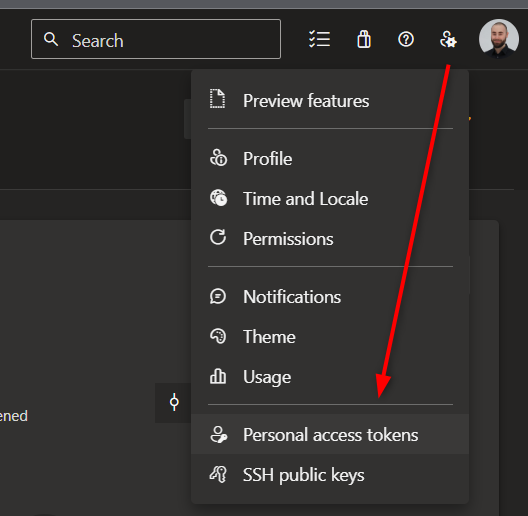 Search
Preview features
Profile
Time and Locale
Permissions
Notifications
Theme
Usage
ened
Personal access tokens
SSH public keys